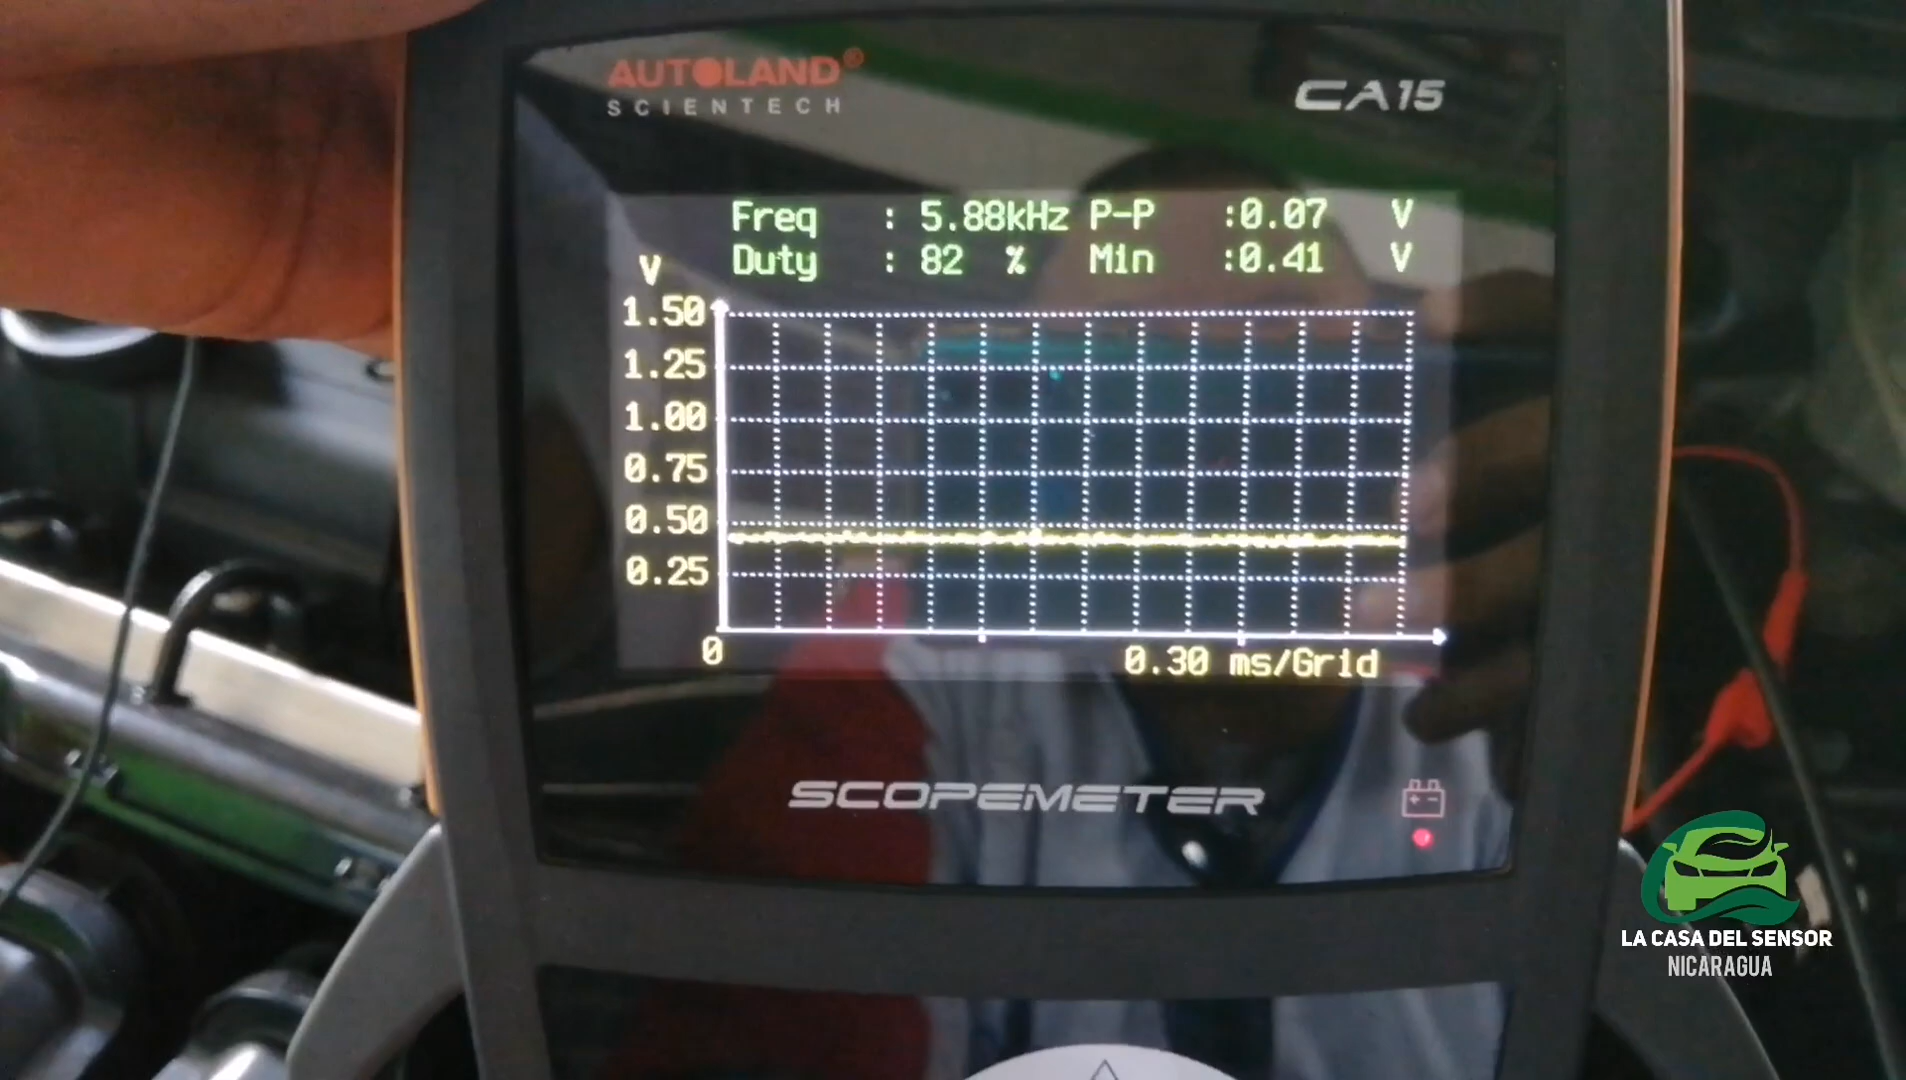 AUTOLAND®
SCIENTECH
CA15
Freq : 5.88kHz P-P :0.07 V
Duty : 82 % Min :0.41 V
V
1.50
1.25
1.00
0.75
0.50
0.25
0
0.30 ms/Grid
SCOPEMETER
LA CASA DEL SENSOR
NICARAGUA